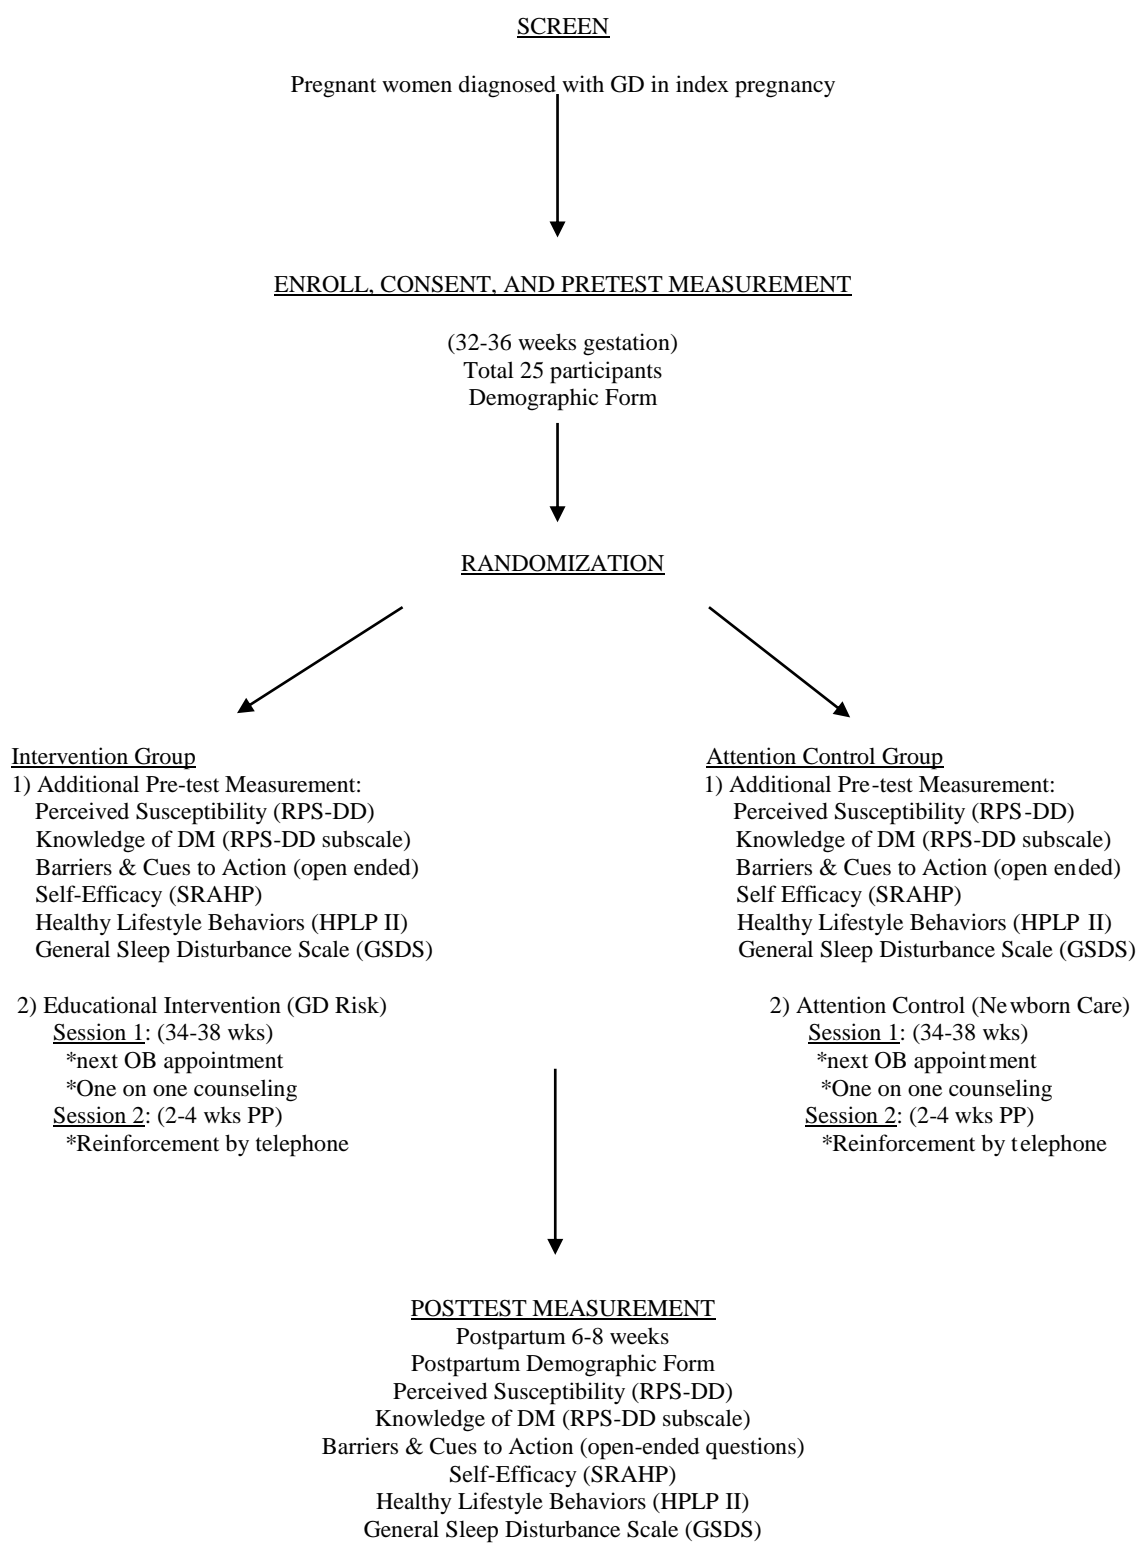 SCREEN
Pregnant women diagnosed with GD in index pregnancy
ENROLL, CONSENT, AND PRETEST MEASUREMENT
(32-36 weeks gestation)
Total 25 participants
Demographic Form
RANDOMIZATION
Intervention Group
1) Additional Pre-test Measurement:
Perceived Susceptibility (RPS-DD)
Knowledge of DM (RPS-DD subscale)
Barriers & Cues to Action (open ended)
Self-Efficacy (SRAHP)
Healthy Lifestyle Behaviors (HPLP II)
General Sleep Disturbance Scale (GSDS)
2) Educational Intervention (GD Risk)
Session 1: (34-38 wks)
*next OB appointment
*One on one counseling
Session 2: (2-4 wks PP)
*Reinforcement by telephone
Attention Control Group
1) Additional Pre-test Measurement:
Perceived Susceptibility (RPS-DD)
Knowledge of DM (RPS-DD subscale)
Barriers & Cues to Action (open ended)
Self Efficacy (SRAHP)
Healthy Lifestyle Behaviors (HPLP II)
General Sleep Disturbance Scale (GSDS)
2) Attention Control (Newborn Care)
Session 1: (34-38 wks)
*next OB appointment
*One on one counseling
Session 2: (2-4 wks PP)
*Reinforcement by telephone
POSTTEST MEASUREMENT
Postpartum 6-8 weeks
Postpartum Demographic Form
Perceived Susceptibility (RPS-DD)
Knowledge of DM (RPS-DD subscale)
Barriers & Cues to Action (open-ended questions)
Self-Efficacy (SRAHP)
Healthy Lifestyle Behaviors (HPLP II)
General Sleep Disturbance Scale (GSDS)